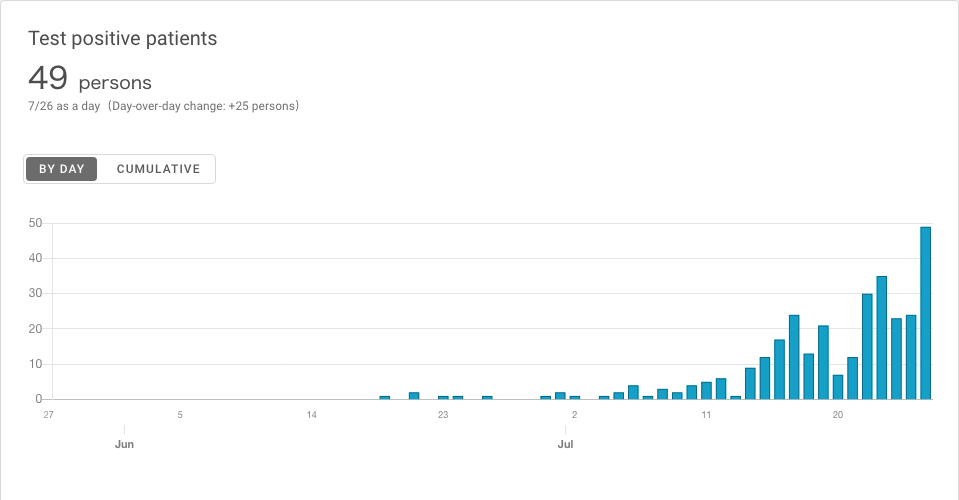 Test positive patients
49 persons
7/26 as a day（Day-over-day change: +25 persons）
BY DAY CUMULATIVE
50
40
30
20
10
0
27 5 14 23 2 11 20
Jun Jul